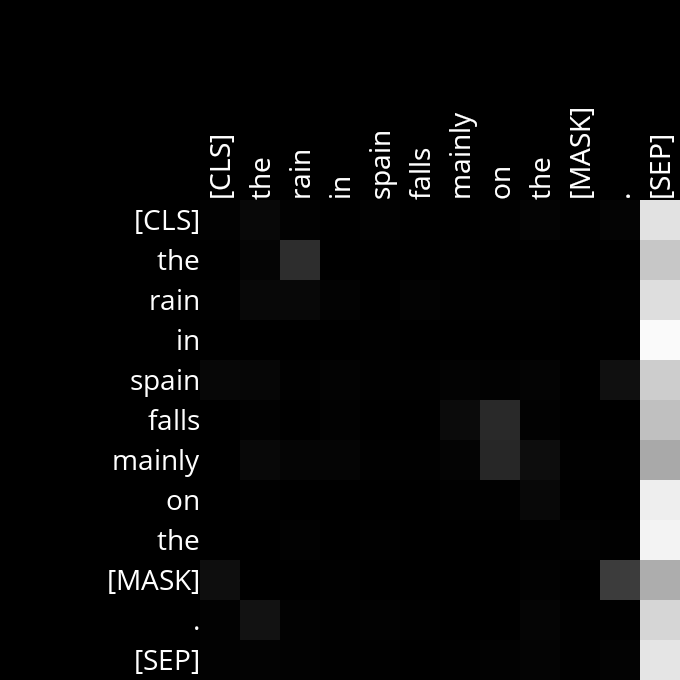 [CLS] the rain in spain falls mainly on the [MASK] . [SEP]
[CLS]
the
rain
in
spain
falls
mainly
on
the
[MASK]
.
[SEP]